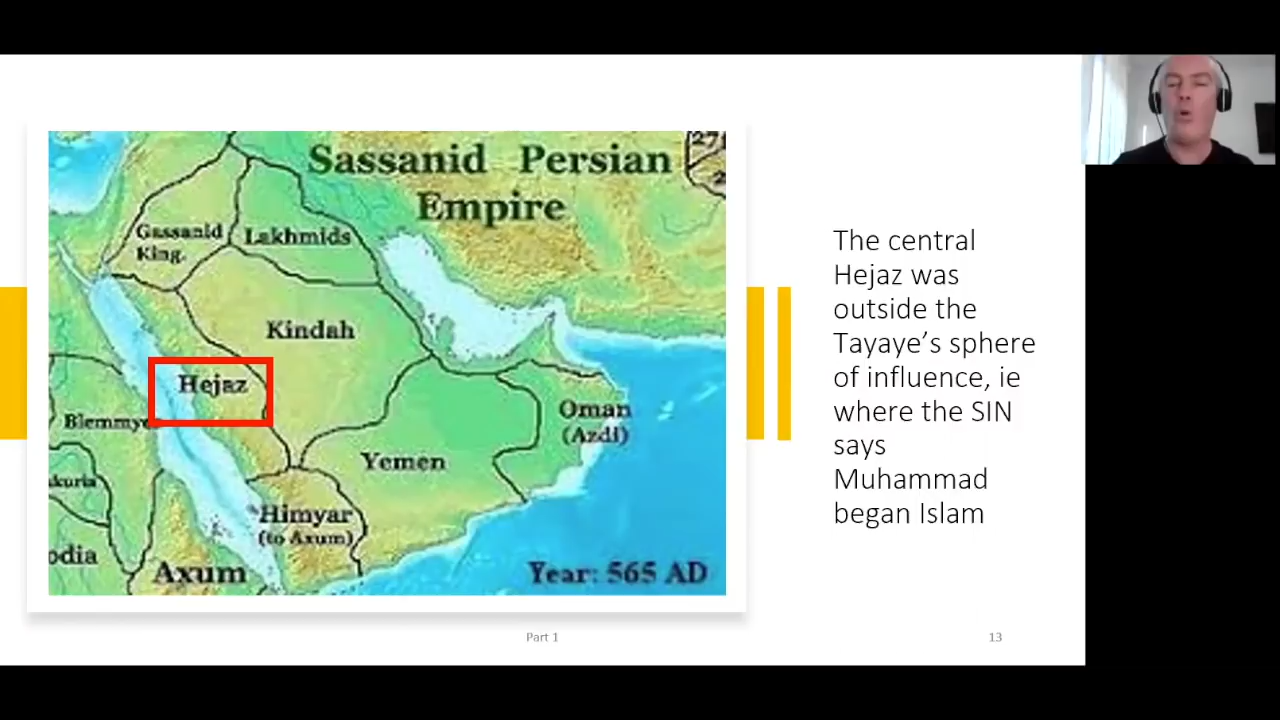 Sassanid Persian
Empire
Gassanid
King.
Lakhmids
Kindah
Hejaz
Oman
(Azdi)
Yemen
Himyar
(to Axum)
Axum
Year: 565 AD
The central
Hejaz was
outside the
Tayaye’s sphere
of influence, ie
where the SIN
says
Muhammad
began Islam
Part 1
13